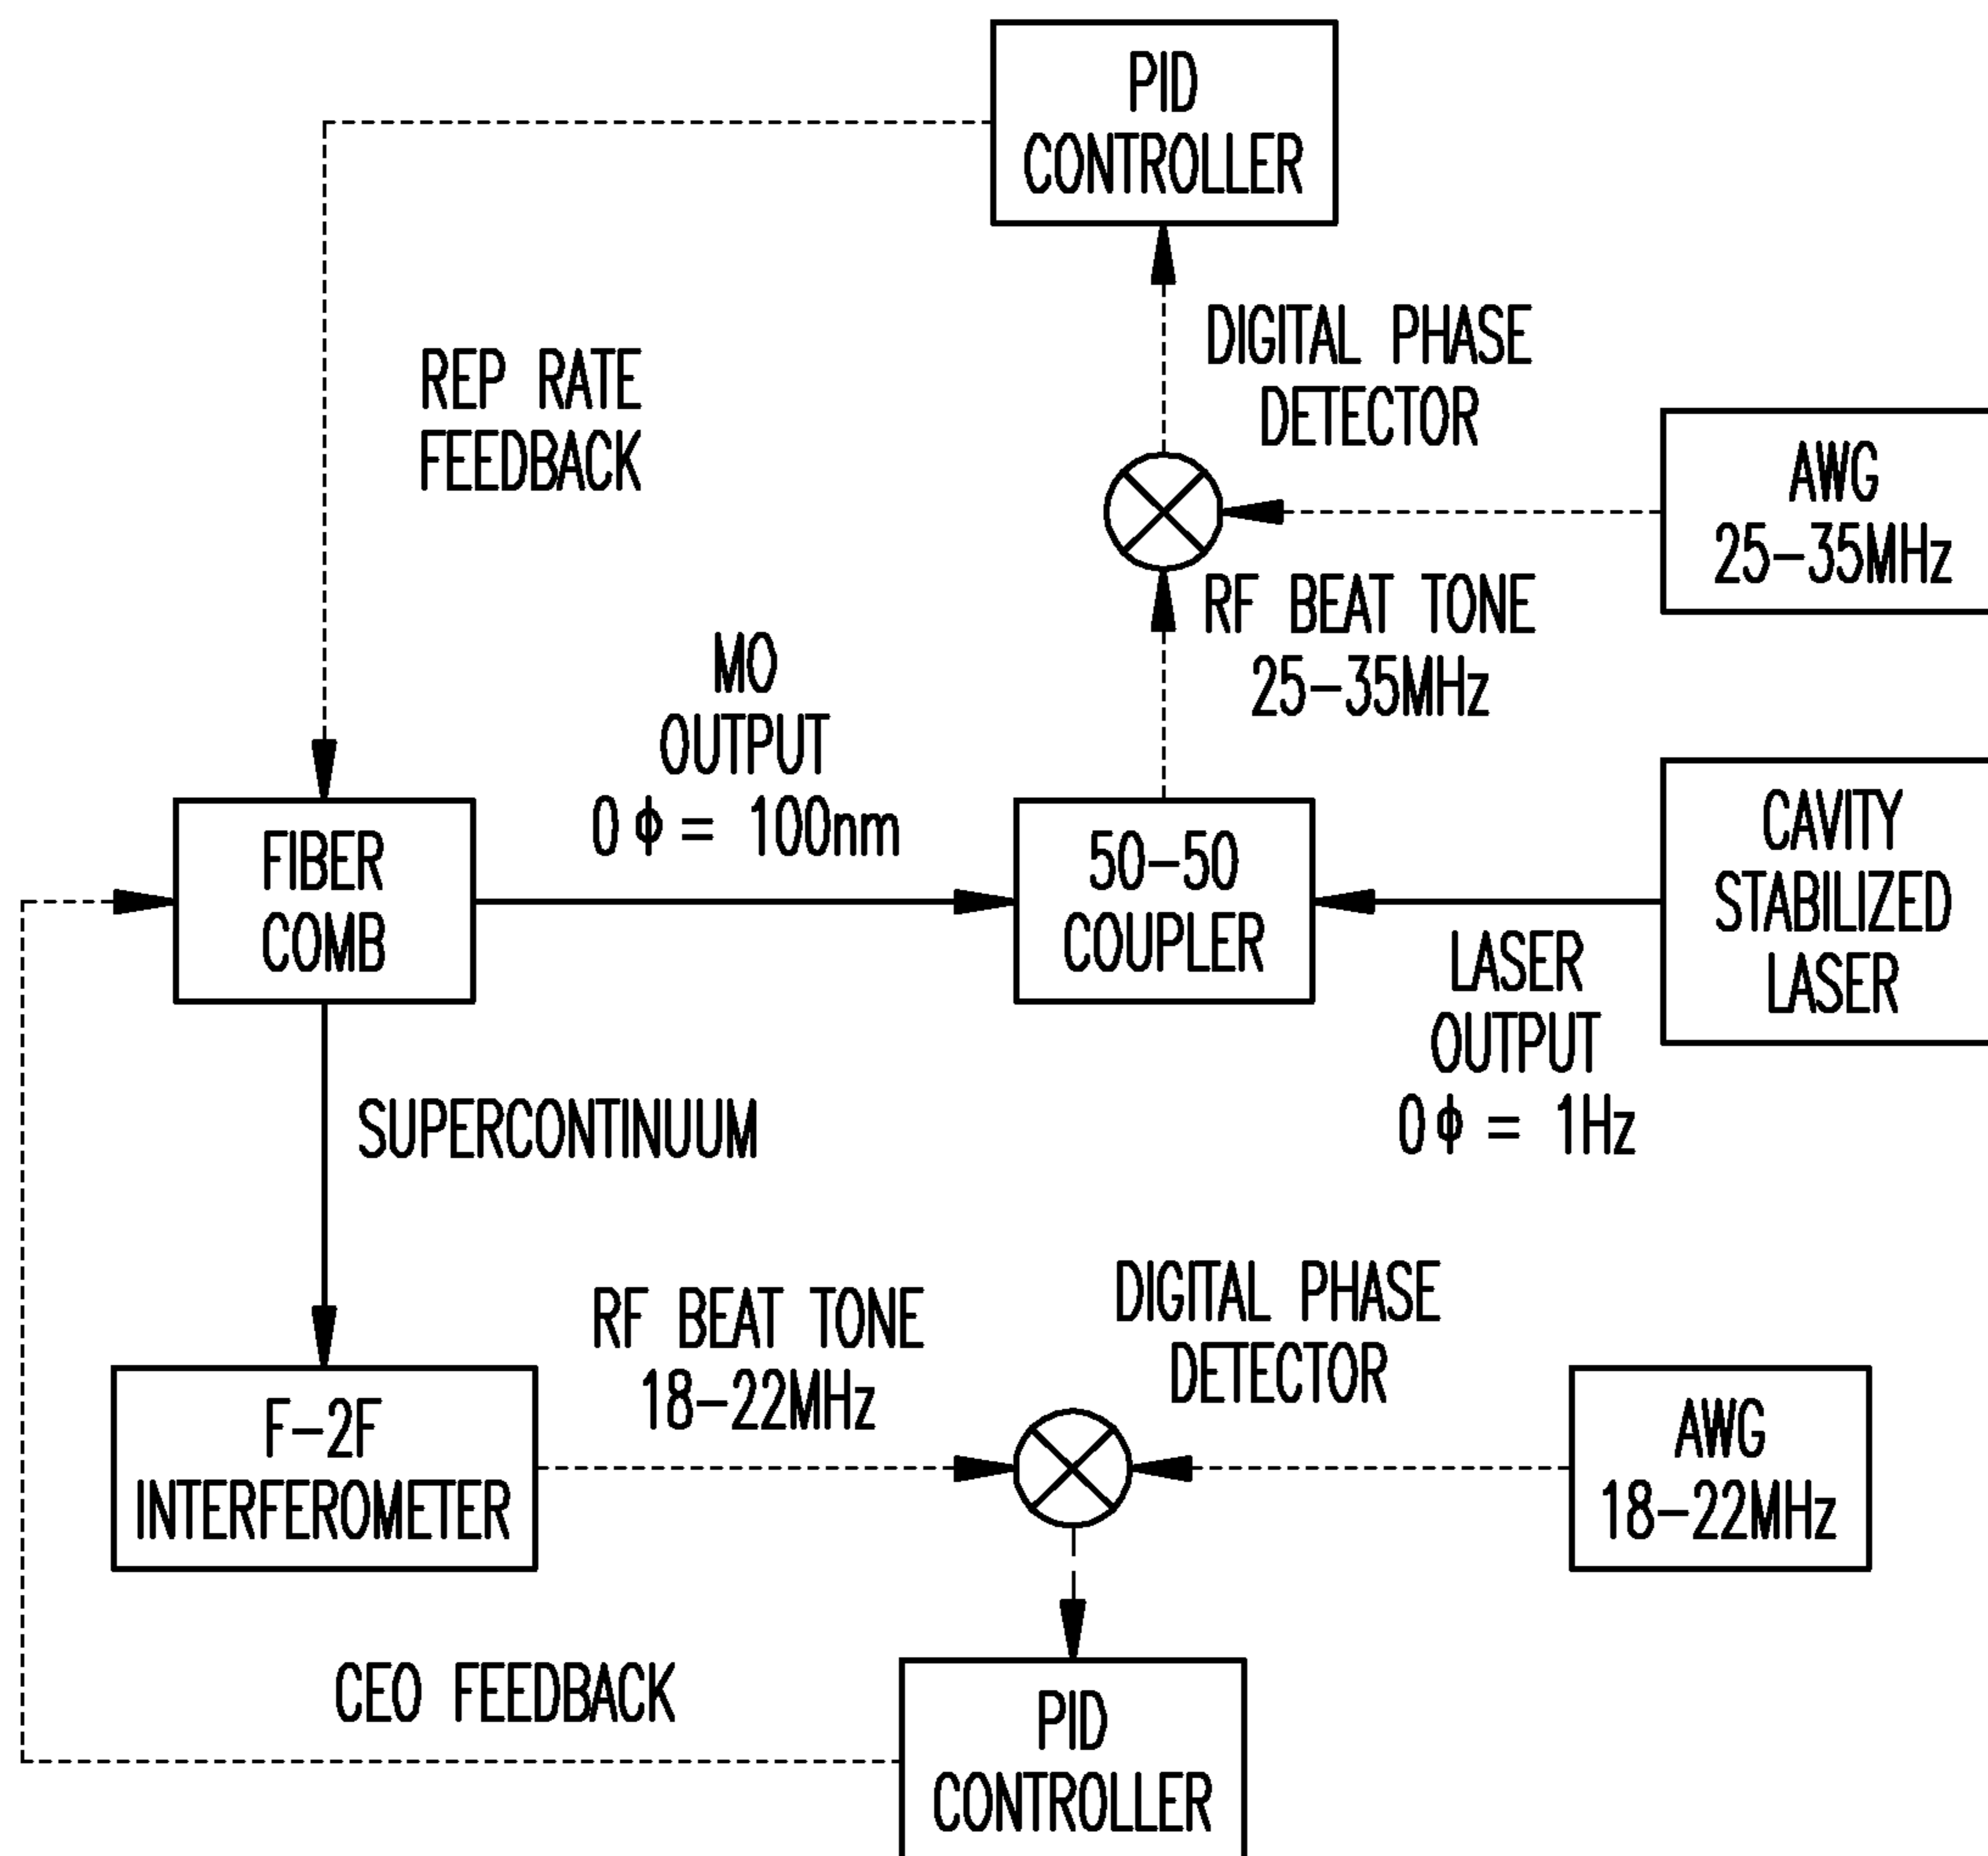 PID
CONTROLLER
DIGITAL PHASE
DETECTOR
REP RATE
FEEDBACK
AWG
25-35MHz
RF BEAT TONE
25-35MHz
MO
OUTPUT
0 ϕ = 100nm
FIBER
COMB
50-50
COUPLER
CAVITY
STABILIZED
LASER
LASER
OUTPUT
0 ϕ = 1Hz
SUPERCONTINUUM
F-2F
INTERFEROMETER
RF BEAT TONE
18-22MHz
DIGITAL PHASE
DETECTOR
AWG
18-22MHz
CEO FEEDBACK
PID
CONTROLLER